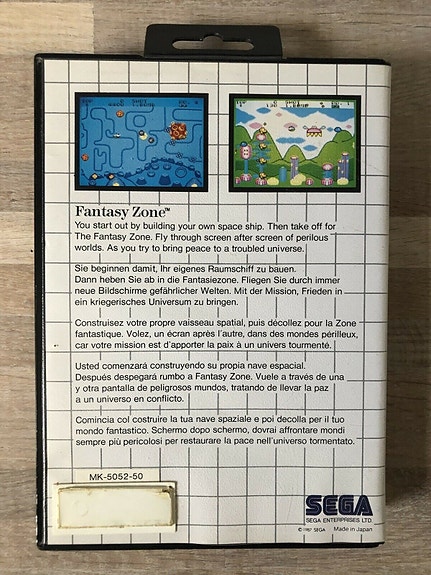 Fantasy Zone™
You start out by building your own space ship. Then take off for
The Fantasy Zone. Fly through screen after screen of perilous
worlds. As you try to bring peace to a troubled universe.
Sie beginnen damit, Ihr eigenes Raumschiff zu bauen.
Dann heben Sie ab in die Fantasiezone. Fliegen Sie durch immer
neue Bildschirme gefährlicher Welten. Mit der Mission, Frieden in
ein kriegerisches Universum zu bringen.
Construisez votre propre vaisseau spatial, puis décollez pour la Zone
fantastique. Volez, un écran après l'autre, dans des mondes périlleux,
car votre mission est d'apporter la paix à un univers tourmenté.
Usted comenzará construyendo su propia nave espacial.
Después despegará rumbo a Fantasy Zone. Vuele a través de una
y otra pantalla de peligrosos mundos, tratando de llevar la paz
a un universo en conflicto.
Comincia col costruire la tua nave spaziale e poi decolla per il tuo
mondo fantastico. Schermo dopo schermo, dovrai affrontare mondi
sempre più pericolosi per restaurare la pace nell'universo tormentato.
MK-5052-50
SEGA
SEGA ENTERPRISES LTD.
© 1987 SEGA Made in Japan